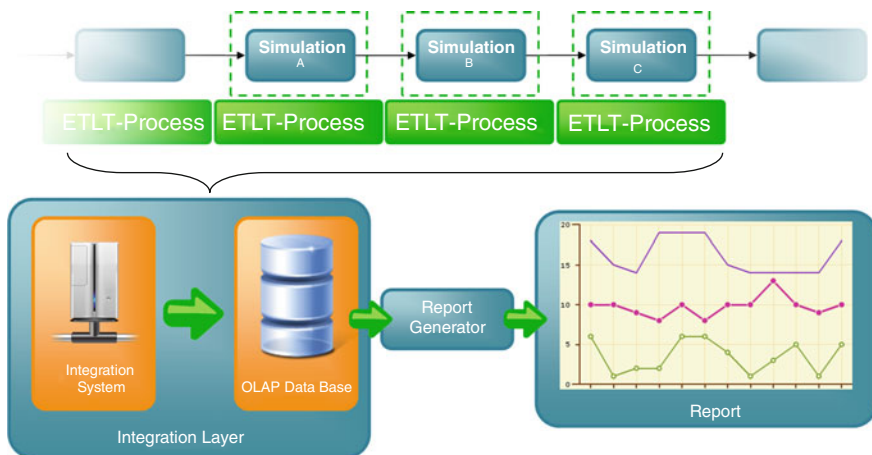 Simulation
A
Simulation
B
Simulation
C
ETLT-Process
ETLT-Process
ETLT-Process
ETLT-Process
Integration
System
OLAP Data Base
Integration Layer
Report
Generator
20
15
10
5
0
Report